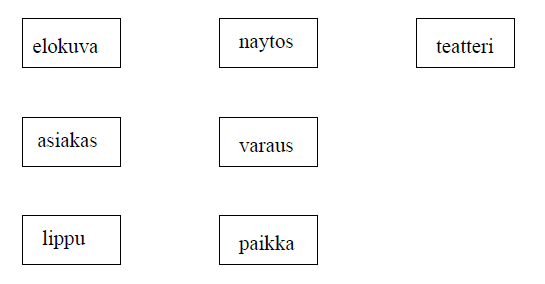 elokuva
naytos
teatteri
asiakas
varaus
lippu
paikka